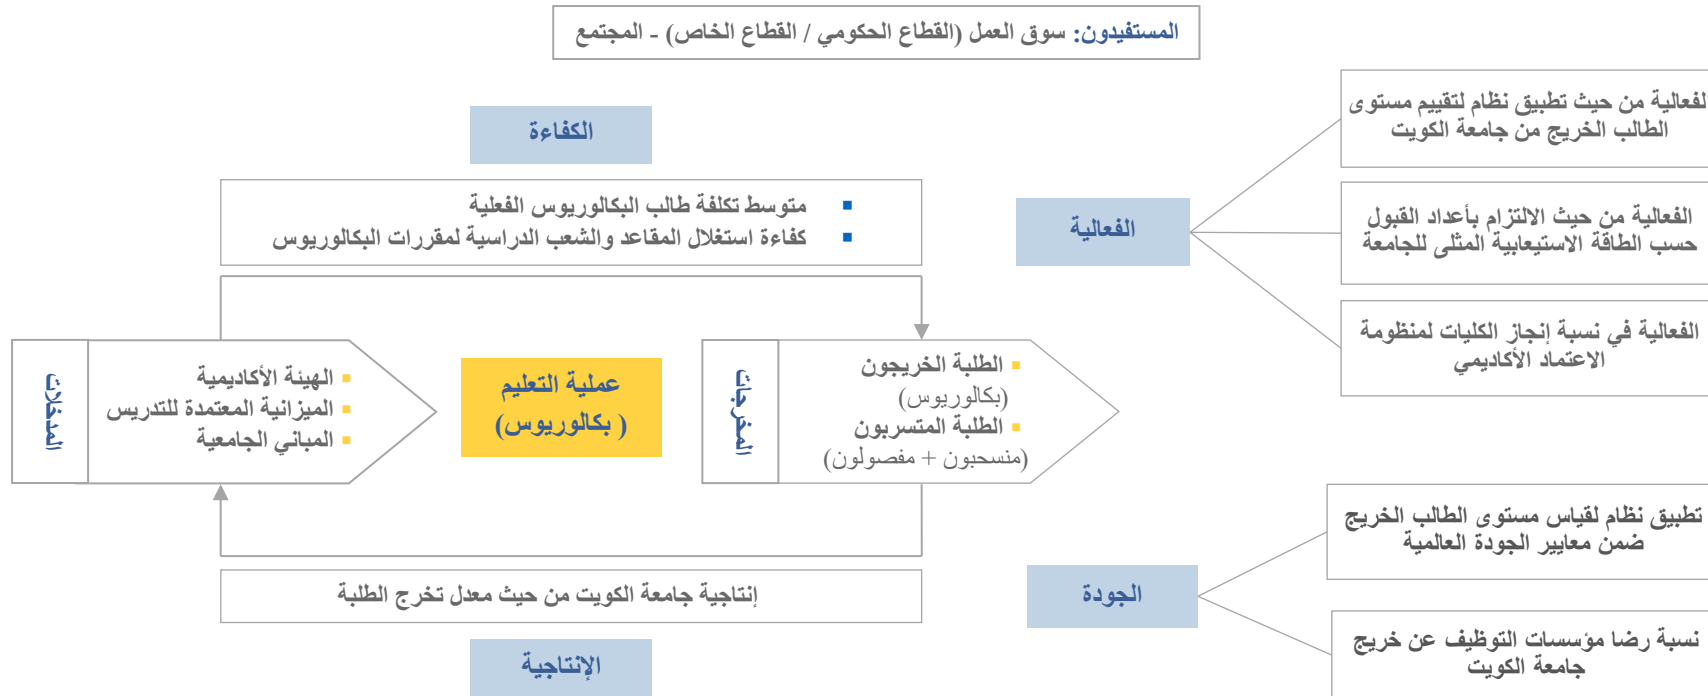 المستفيدون: سوق العمل (القطاع الحكومي / القطاع الخاص) - المجتمع
الكفاءة
▪ متوسط تكلفة طالب البكالوريوس الفعلية
▪ كفاءة استغلال المقاعد والشعب الدراسية لمقررات البكالوريوس
لفعالية من حيث تطبيق نظام لتقييم مستوى
الطالب الخريج من جامعة الكويت
الفعالية
الفعالية من حيث الالتزام بأعداد القبول
حسب الطاقة الاستيعابية المثلى للجامعة
الفعالية في نسبة إنجاز الكليات لمنظومة
الاعتماد الأكاديمي
المدخلات
▪ الهيئة الأكاديمية
▪ الميزانية المعتمدة للتدريس
▪ المباني الجامعية
عملية التعليم
( بكالوريوس)
المخرجات
▪ الطلبة الخريجون
(بكالوريوس)
▪ الطلبة المتسربون
(منسحبون + مفصولون)
إنتاجية جامعة الكويت من حيث معدل تخرج الطلبة
الإنتاجية
الجودة
تطبيق نظام لقياس مستوى الطالب الخريج
ضمن معايير الجودة العالمية
نسبة رضا مؤسسات التوظيف عن خريج
جامعة الكويت